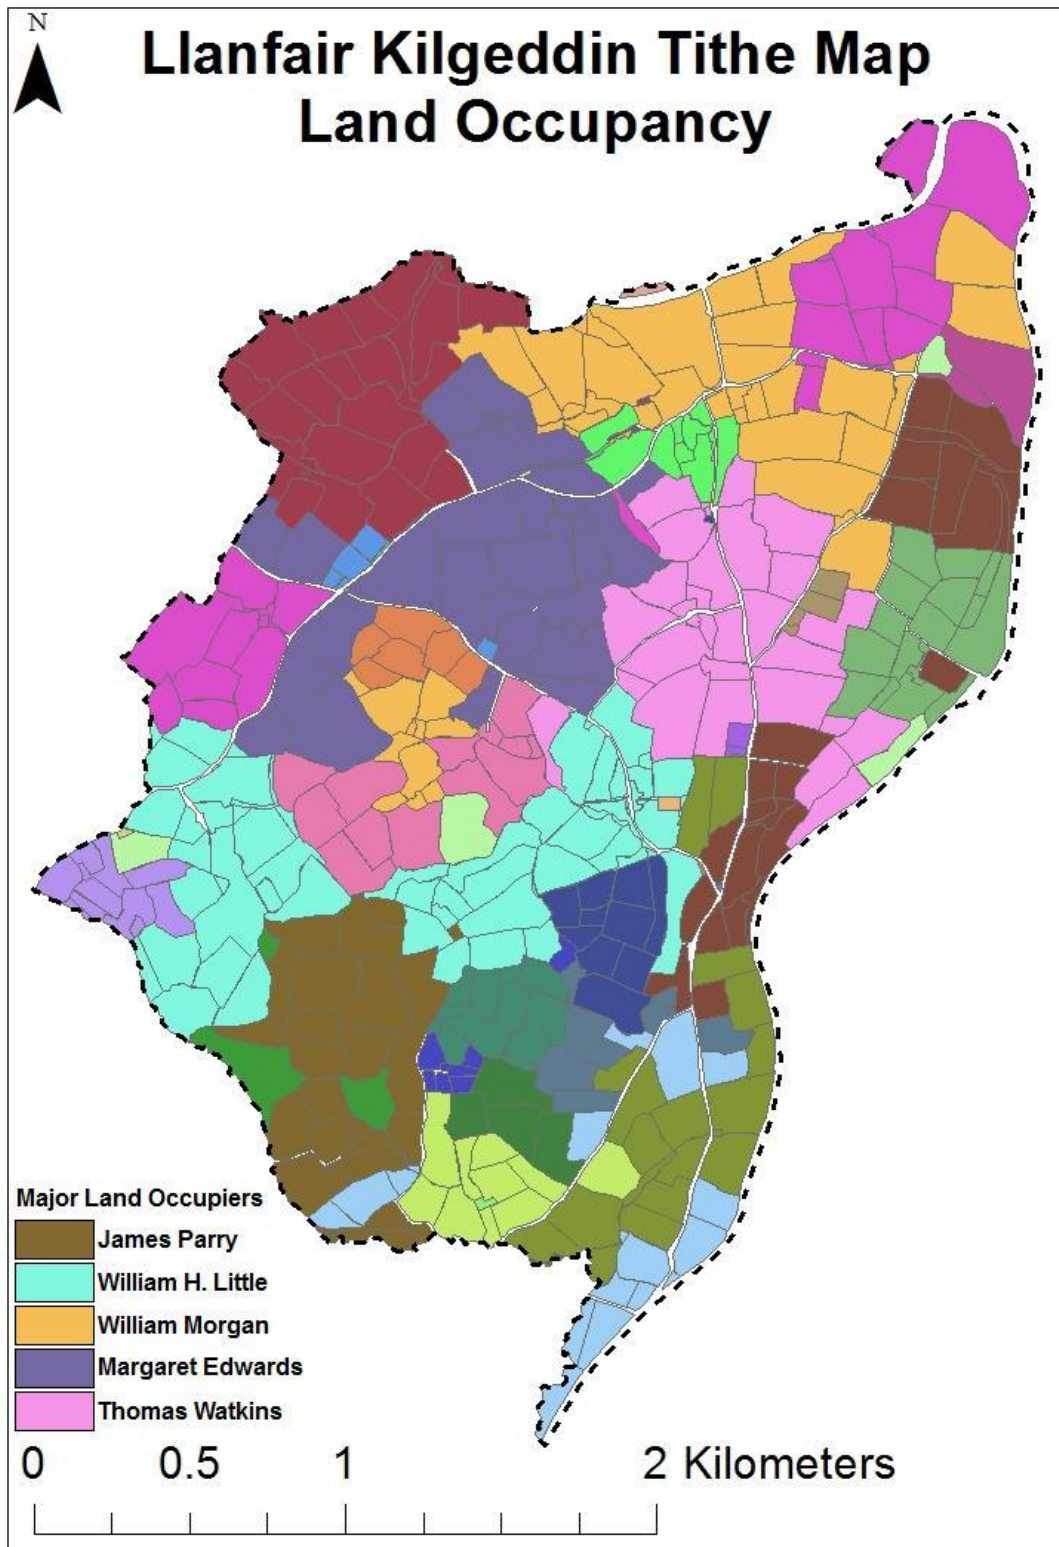 N
Llanfair Kilgeddin Tithe Map
Land Occupancy
Major Land Occupiers
James Parry
William H. Little
William Morgan
Margaret Edwards
Thomas Watkins
0 0.5 1 2 Kilometers